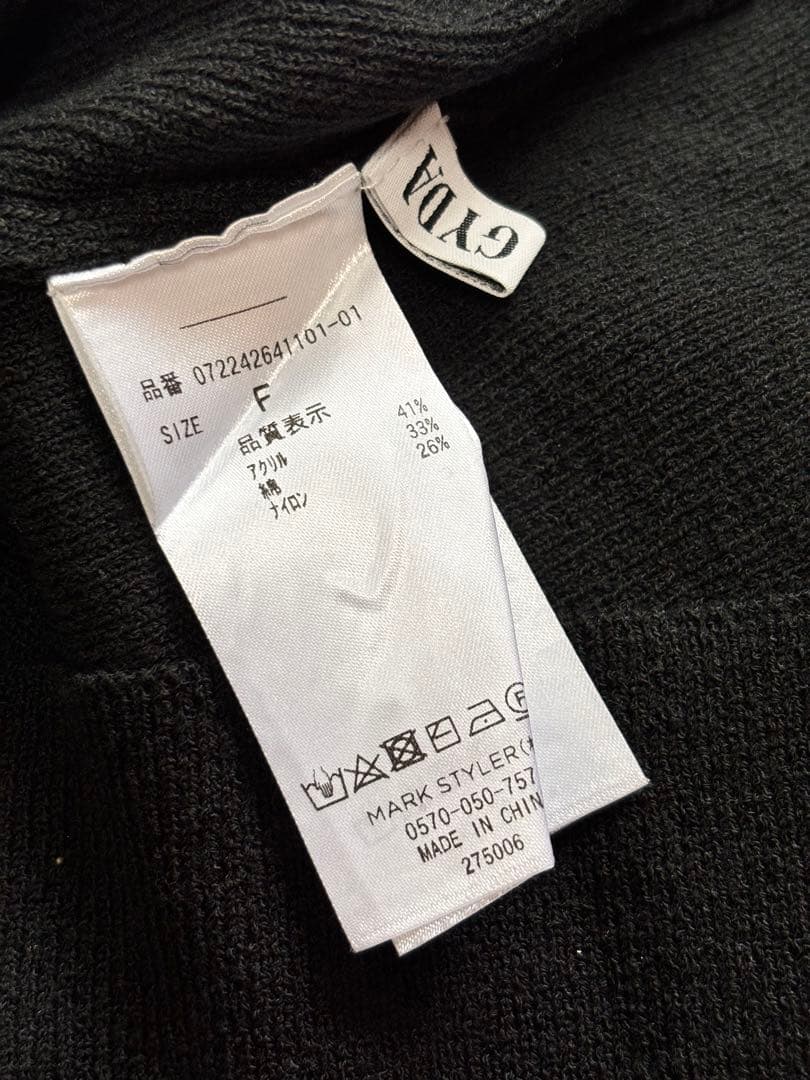 GYDA
品番 072242641101-01
SIZE F
品質表示
アクリル 41%
綿 33%
ナイロン 26%
F
MARK STYLER(
0570-050-757
MADE IN CHIN
275006